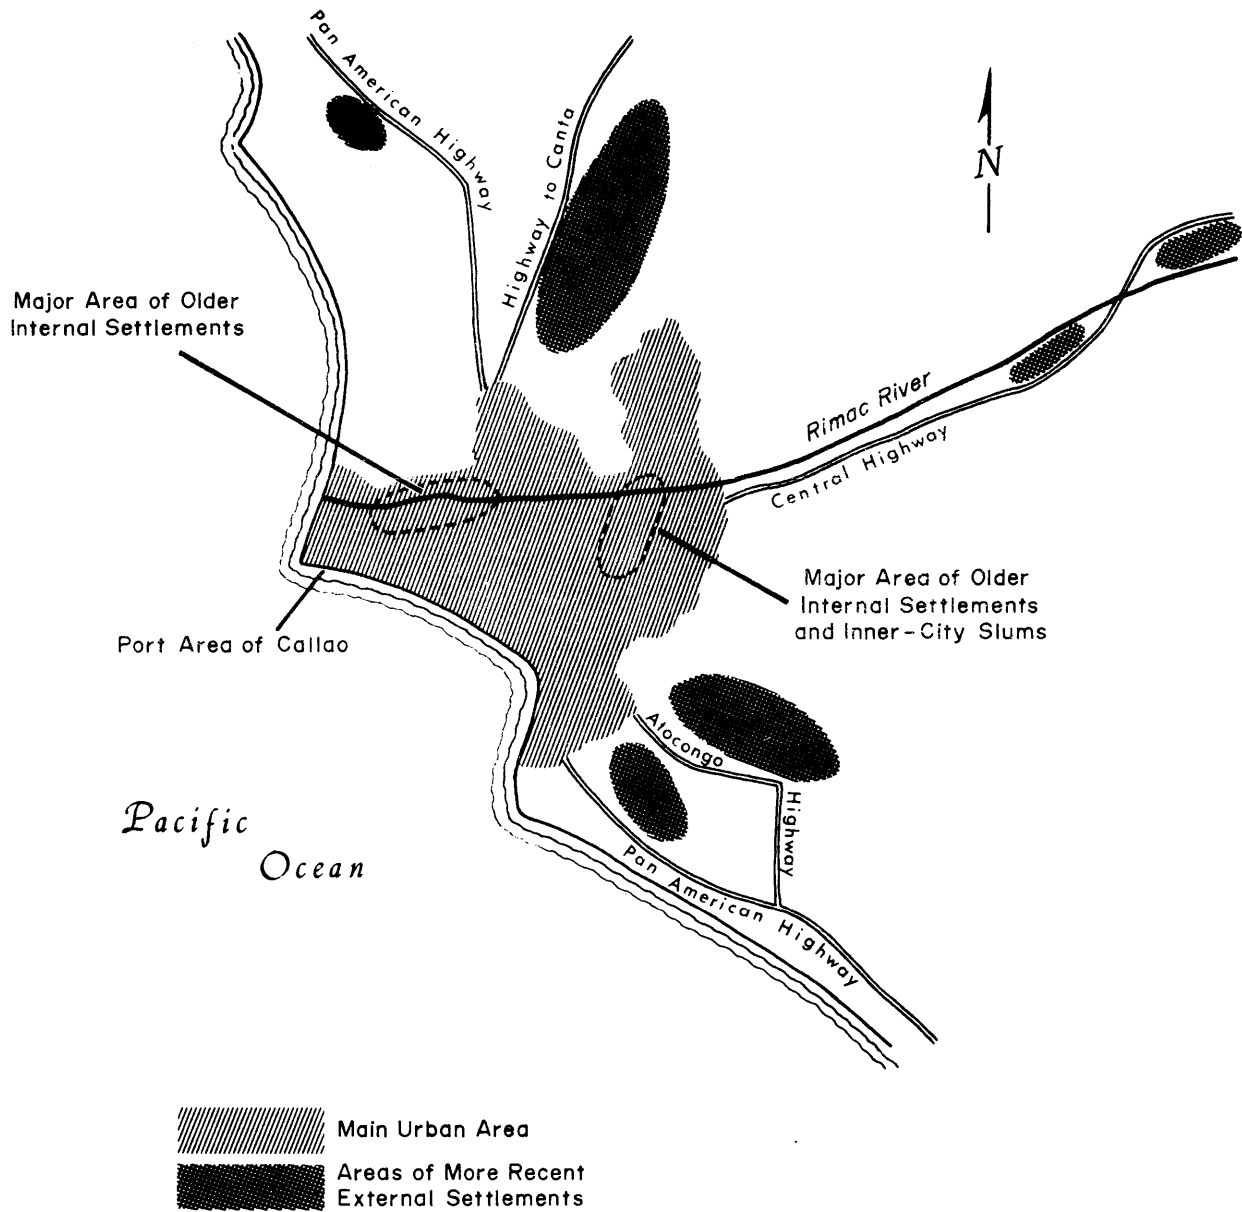 Pan American Highway
Highway to Canta
N
Major Area of Older
Internal Settlements
Rimac River
Central Highway
Major Area of Older
Internal Settlements
and Inner-City Slums
Port Area of Callao
Atocongo Highway
Pacific
Ocean
Pan American Highway
Main Urban Area
Areas of More Recent
External Settlements